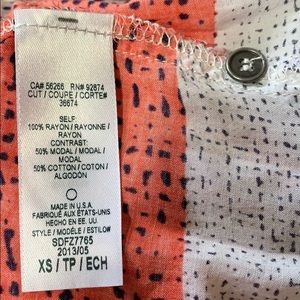 CA# 56266 RN# 92874
CUT / COUPE / CORTE#
36674
SELF:
100% RAYON / RAYONNE /
RAYON
CONTRAST:
50% MODAL / MODAL /
MODAL
50% COTTON / COTON /
ALGODON
MADE IN U.S.A.
FABRIQUÉ AUX ÉTATS-UNIS
HECHO EN EE. UU.
STYLE / MODÈLE / ESTILO#
SDFZ7765
2013/05
XS / TP / ECH